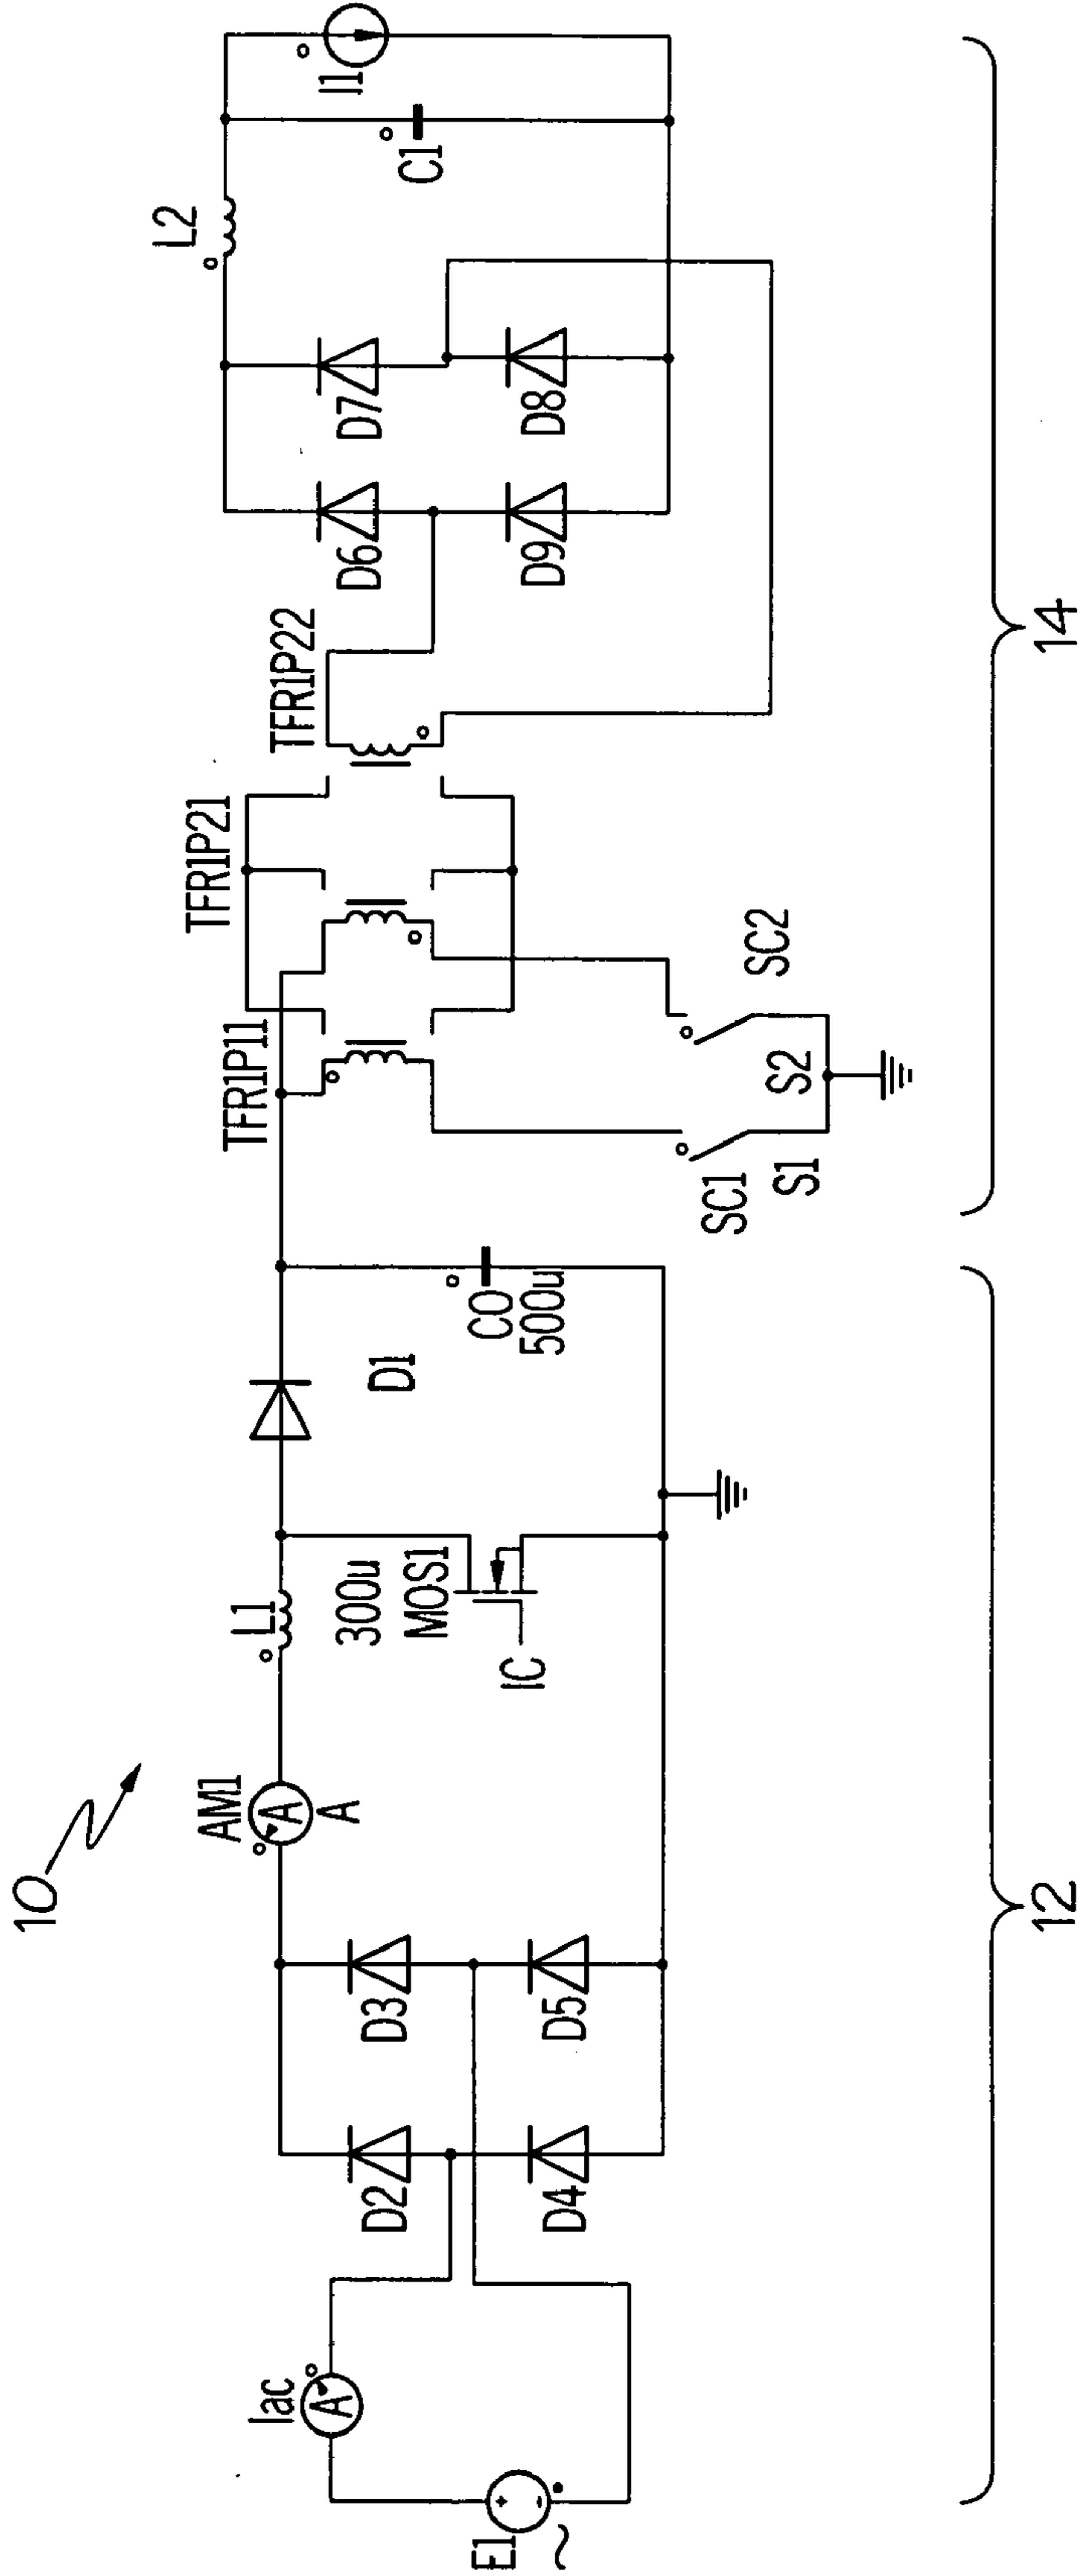 10
E1
~
Iac
A
D2
D3
D4
D5
AM1
A
A
L1
300u
MOS1
IC
D1
CO
500u
TFR1P11
TFR1P21
TFR1P22
SC1
S1
S2
SC2
D6
D7
D9
D8
L2
C1
I1
12
14